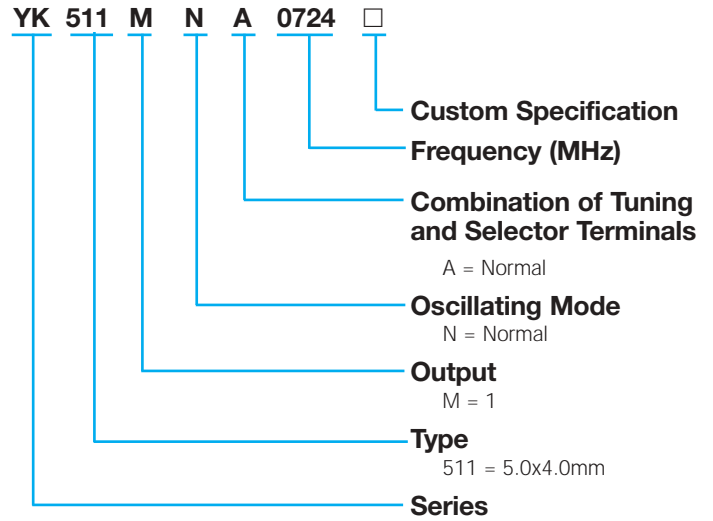 YK 511 M N A 0724 □
Custom Specification
Frequency (MHz)
Combination of Tuning
and Selector Terminals
A = Normal
Oscillating Mode
N = Normal
Output
M = 1
Type
511 = 5.0x4.0mm
Series